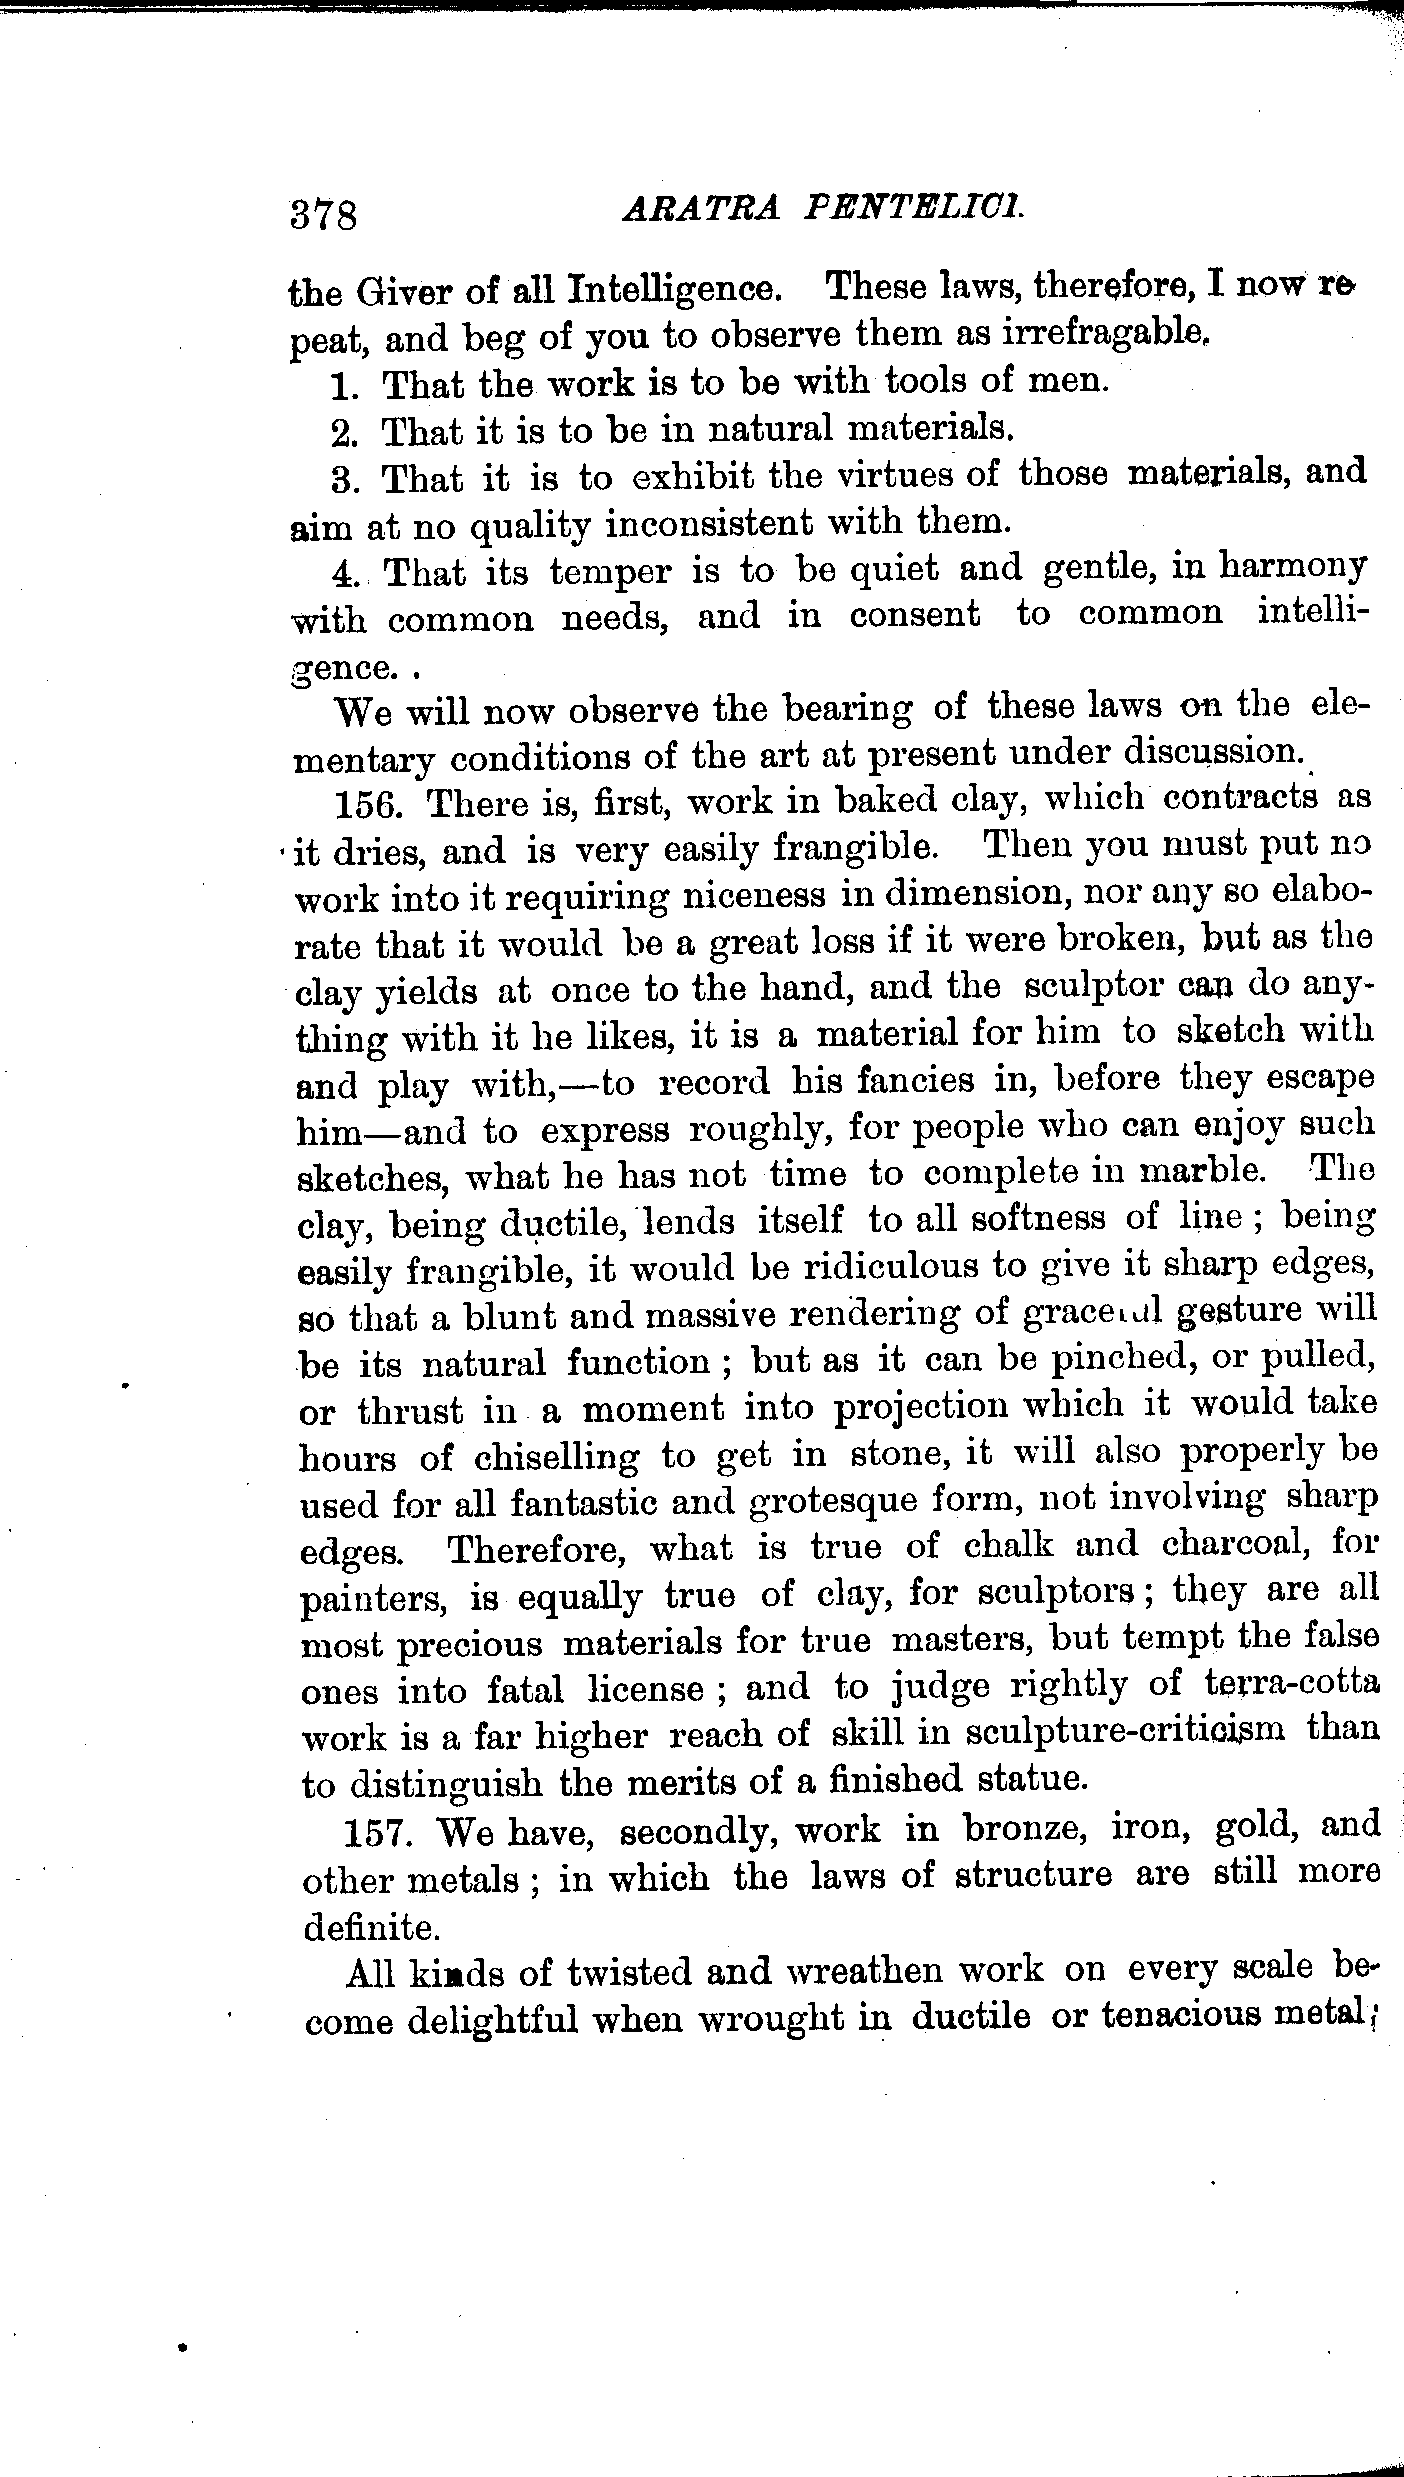 378 ARATRA PENTELICI.
the Giver of all Intelligence. These laws, therefore, I now re-
peat, and beg of you to observe them as irrefragable.
1. That the work is to be with tools of men.
2. That it is to be in natural materials.
3. That it is to exhibit the virtues of those materials, and
aim at no quality inconsistent with them.
4. That its temper is to be quiet and gentle, in harmony
with common needs, and in consent to common intelli-
gence.
We will now observe the bearing of these laws on the ele-
mentary conditions of the art at present under discussion.
156. There is, first, work in baked clay, which contracts as
it dries, and is very easily frangible. Then you must put no
work into it requiring niceness in dimension, nor any so elabo-
rate that it would be a great loss if it were broken, but as the
clay yields at once to the hand, and the sculptor can do any-
thing with it he likes, it is a material for him to sketch with
and play with,—to record his fancies in, before they escape
him—and to express roughly, for people who can enjoy such
sketches, what he has not time to complete in marble. The
clay, being ductile, lends itself to all softness of line ; being
easily frangible, it would be ridiculous to give it sharp edges,
so that a blunt and massive rendering of graceful gesture will
be its natural function ; but as it can be pinched, or pulled,
or thrust in a moment into projection which it would take
hours of chiselling to get in stone, it will also properly be
used for all fantastic and grotesque form, not involving sharp
edges. Therefore, what is true of chalk and charcoal, for
painters, is equally true of clay, for sculptors ; they are all
most precious materials for true masters, but tempt the false
ones into fatal license ; and to judge rightly of terra-cotta
work is a far higher reach of skill in sculpture-criticism than
to distinguish the merits of a finished statue.
157. We have, secondly, work in bronze, iron, gold, and
other metals ; in which the laws of structure are still more
definite.
All kinds of twisted and wreathen work on every scale be-
come delightful when wrought in ductile or tenacious metal ;